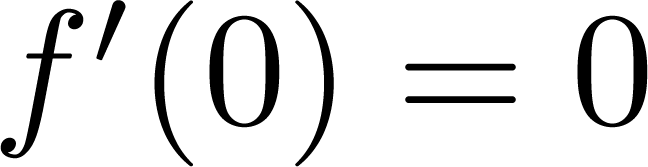 f′(0) = 0